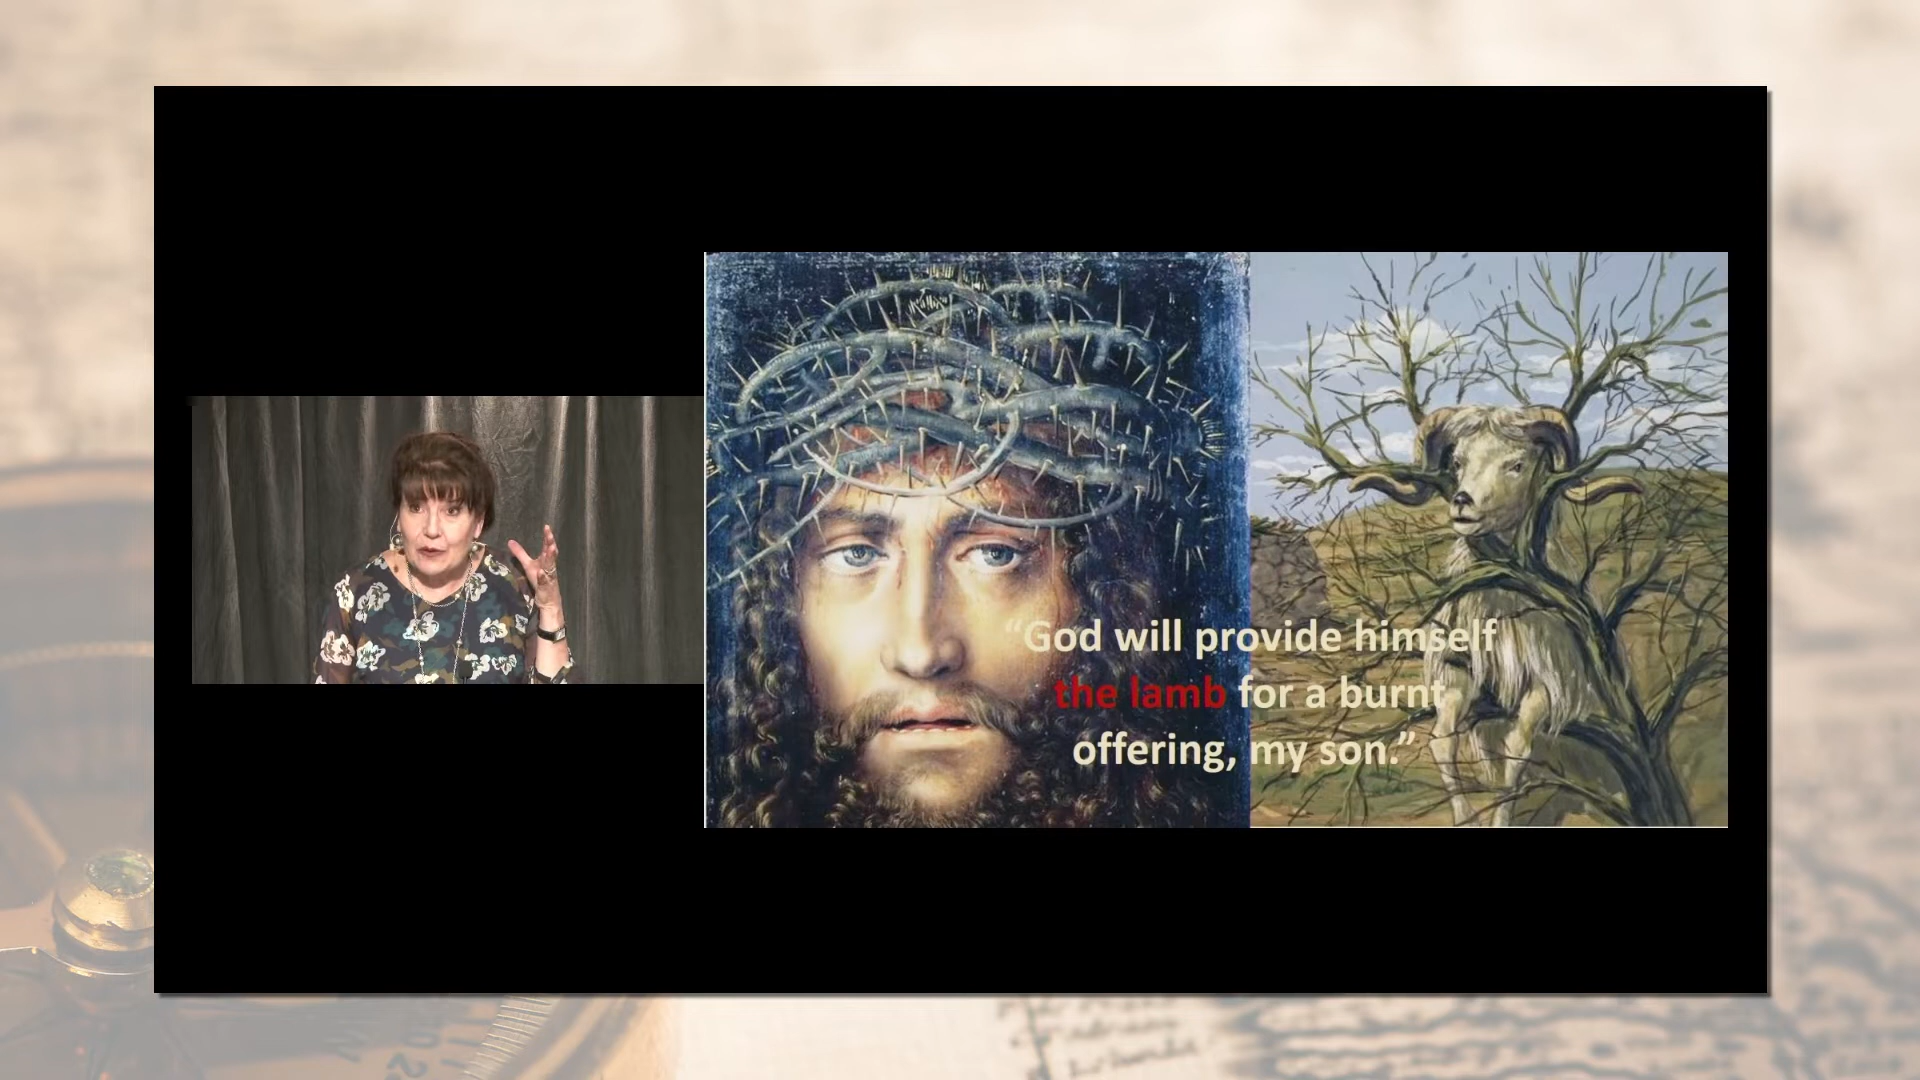 “God will provide himself
the lamb for a burnt
offering, my son.”